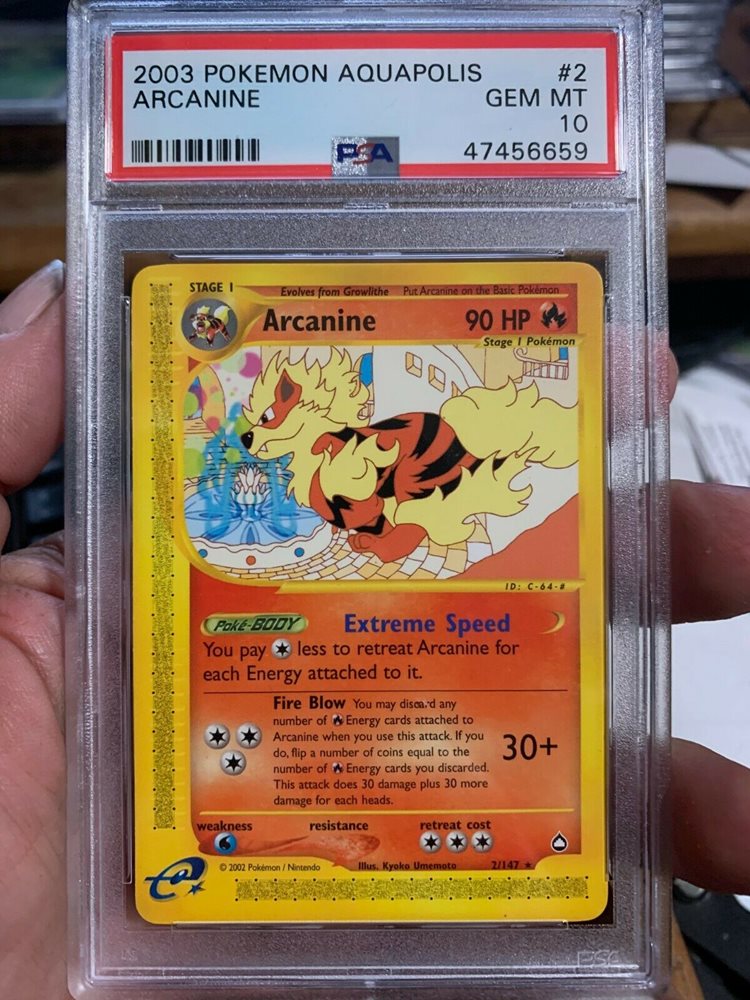 2003 POKEMON AQUAPOLIS #2
ARCANINE GEM MT
10
PSA 47456659
STAGE 1 Evolves from Growlithe Put Arcanine on the Basic Pokémon
Arcanine 90 HP
Stage 1 Pokémon
ID: C-64-#
Poké-BODY Extreme Speed
You pay less to retreat Arcanine for
each Energy attached to it.
Fire Blow You may discard any
number of Energy cards attached to
Arcanine when you use this attack. If you
do, flip a number of coins equal to the
number of Energy cards you discarded.
This attack does 30 damage plus 30 more
damage for each heads.
30+
weakness resistance retreat cost
© 2002 Pokémon / Nintendo Illus. Kyoko Umemoto 2/147 ★
e
PSA